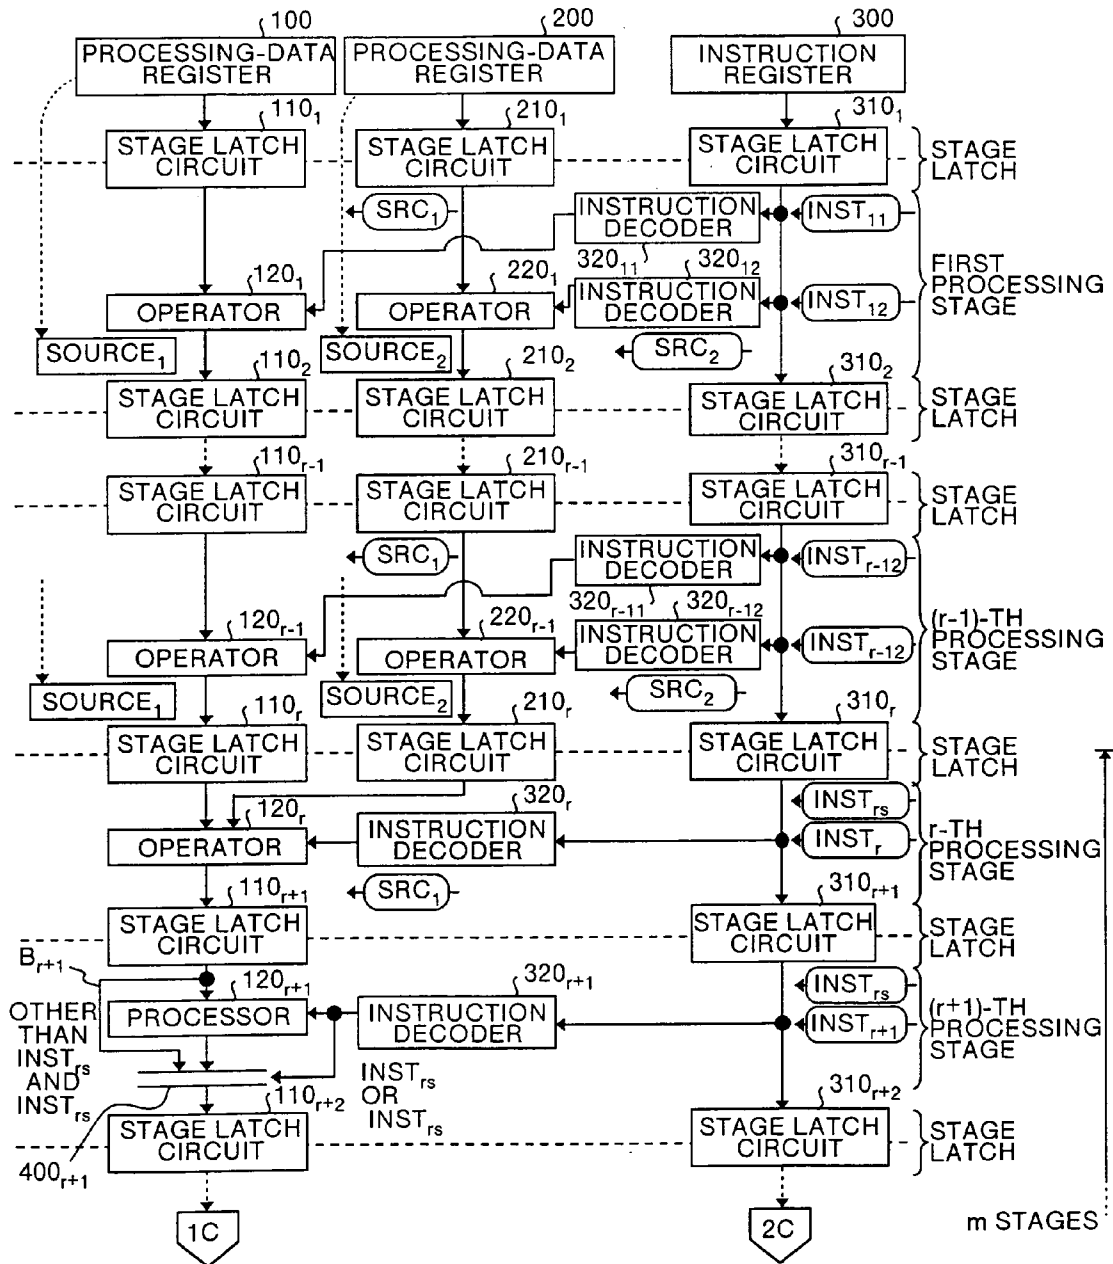 100
200
300
PROCESSING-DATA
REGISTER
PROCESSING-DATA
REGISTER
INSTRUCTION
REGISTER
110₁
210₁
310₁
STAGE LATCH
CIRCUIT
STAGE LATCH
CIRCUIT
STAGE LATCH
CIRCUIT
STAGE
LATCH
SRC₁
INSTRUCTION
DECODER
INST₁₁
320₁₁
320₁₂
FIRST
PROCESSING
STAGE
120₁
220₁
OPERATOR
OPERATOR
INSTRUCTION
DECODER
INST₁₂
SOURCE₁
SOURCE₂
SRC₂
110₂
210₂
310₂
STAGE LATCH
CIRCUIT
STAGE LATCH
CIRCUIT
STAGE LATCH
CIRCUIT
STAGE
LATCH
110r-1
210r-1
310r-1
STAGE LATCH
CIRCUIT
STAGE LATCH
CIRCUIT
STAGE LATCH
CIRCUIT
STAGE
LATCH
SRC₁
INSTRUCTION
DECODER
INSTr-12
320r-11
320r-12
(r-1)-TH
PROCESSING
STAGE
120r-1
220r-1
OPERATOR
OPERATOR
INSTRUCTION
DECODER
INSTr-12
SOURCE₁
SOURCE₂
SRC₂
110r
210r
310r
STAGE LATCH
CIRCUIT
STAGE LATCH
CIRCUIT
STAGE LATCH
CIRCUIT
STAGE
LATCH
120r
320r
INSTrs
OPERATOR
INSTRUCTION
DECODER
INSTr
r-TH
PROCESSING
STAGE
SRC₁
110r+1
310r+1
STAGE LATCH
CIRCUIT
STAGE LATCH
CIRCUIT
STAGE
LATCH
Br+1
120r+1
320r+1
INSTrs
PROCESSOR
INSTRUCTION
DECODER
INSTr+1
(r+1)-TH
PROCESSING
STAGE
OTHER
THAN
INSTrs
AND
INSTrs
INSTrs
OR
INSTrs
110r+2
310r+2
STAGE LATCH
CIRCUIT
STAGE LATCH
CIRCUIT
STAGE
LATCH
400r+1
1C
2C
m STAGES